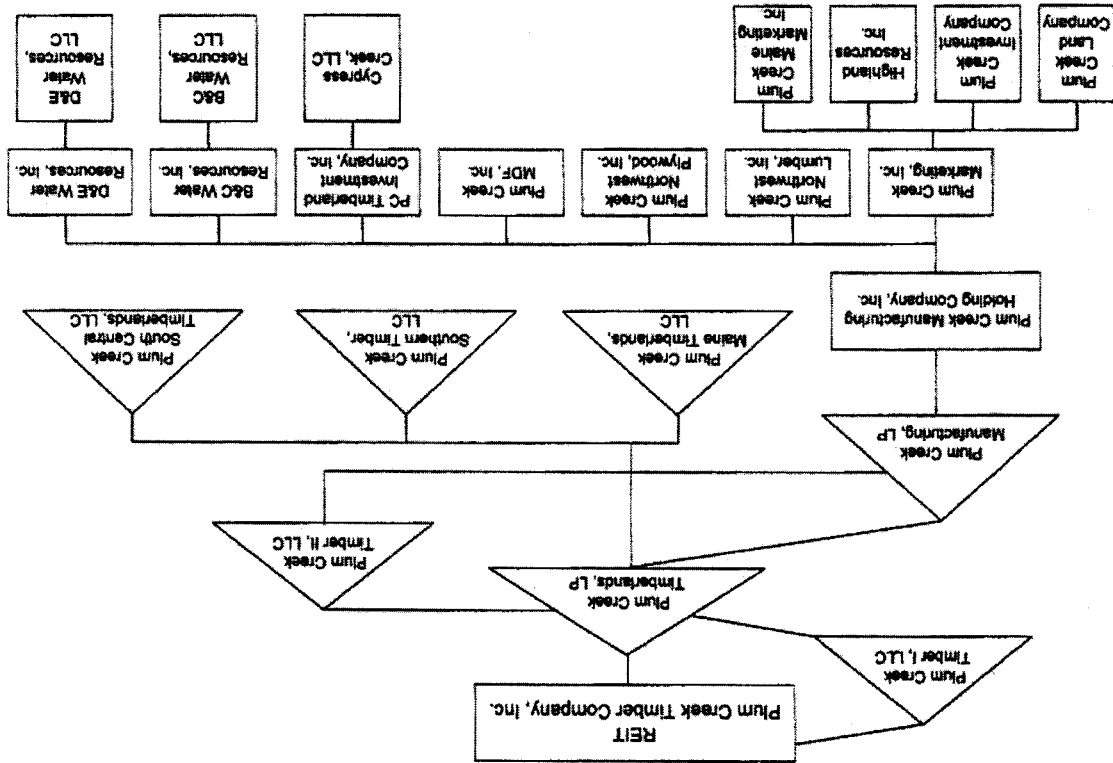 REIT
Plum Creek Timber Company, Inc.
Plum Creek
Timber I, LLC
Plum Creek
Timberlands, LP
Plum Creek
Timber II, LLC
Plum Creek
Manufacturing, LP
Plum Creek Manufacturing
Holding Company, Inc.
Plum Creek
Maine Timberlands,
LLC
Plum Creek
Southern Timber,
LLC
Plum Creek
South Central
Timberlands, LLC
Plum Creek
Marketing, Inc.
Plum Creek
Northwest
Lumber, Inc.
Plum Creek
Northwest
Plywood, Inc.
Plum Creek
MDF, Inc
PC Timberland
Investment
Company, Inc.
B&C Water
Resources, Inc.
D&E Water
Resources, Inc.
Plum
Creek
Land
Company
Plum
Creek
Investment
Company
Highland
Resources
Inc.
Plum
Creek
Maine
Marketing
Inc
Cypress
Creek, LLC
B&C
Water
Resources,
LLC
D&E
Water
Resources,
LLC